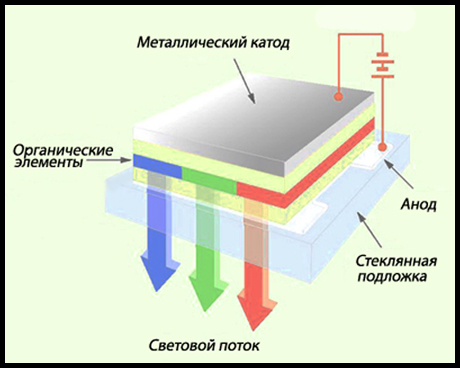 Металлический катод
Органические
элементы
Анод
Стеклянная
подложка
Световой поток